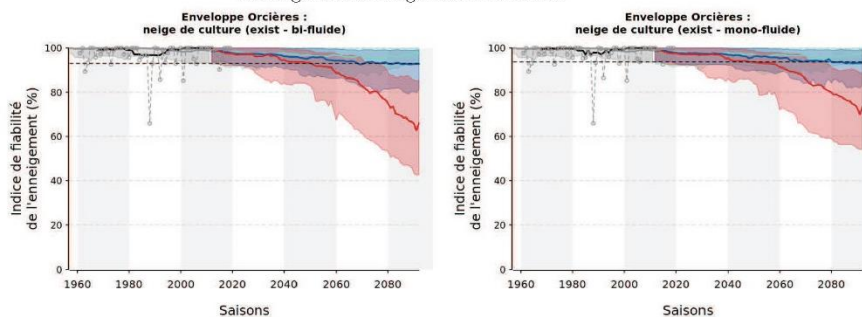 Enveloppe Orcières :
neige de culture (exist - bi-fluide)
Indice de fiabilité
de l'enneigement (%)
100
80
60
40
20
0
1960
1980
2000
2020
2040
2060
2080
Saisons
Enveloppe Orcières :
neige de culture (exist - mono-fluide)
Indice de fiabilité
de l'enneigement (%)
100
80
60
40
20
0
1960
1980
2000
2020
2040
2060
2080
Saisons